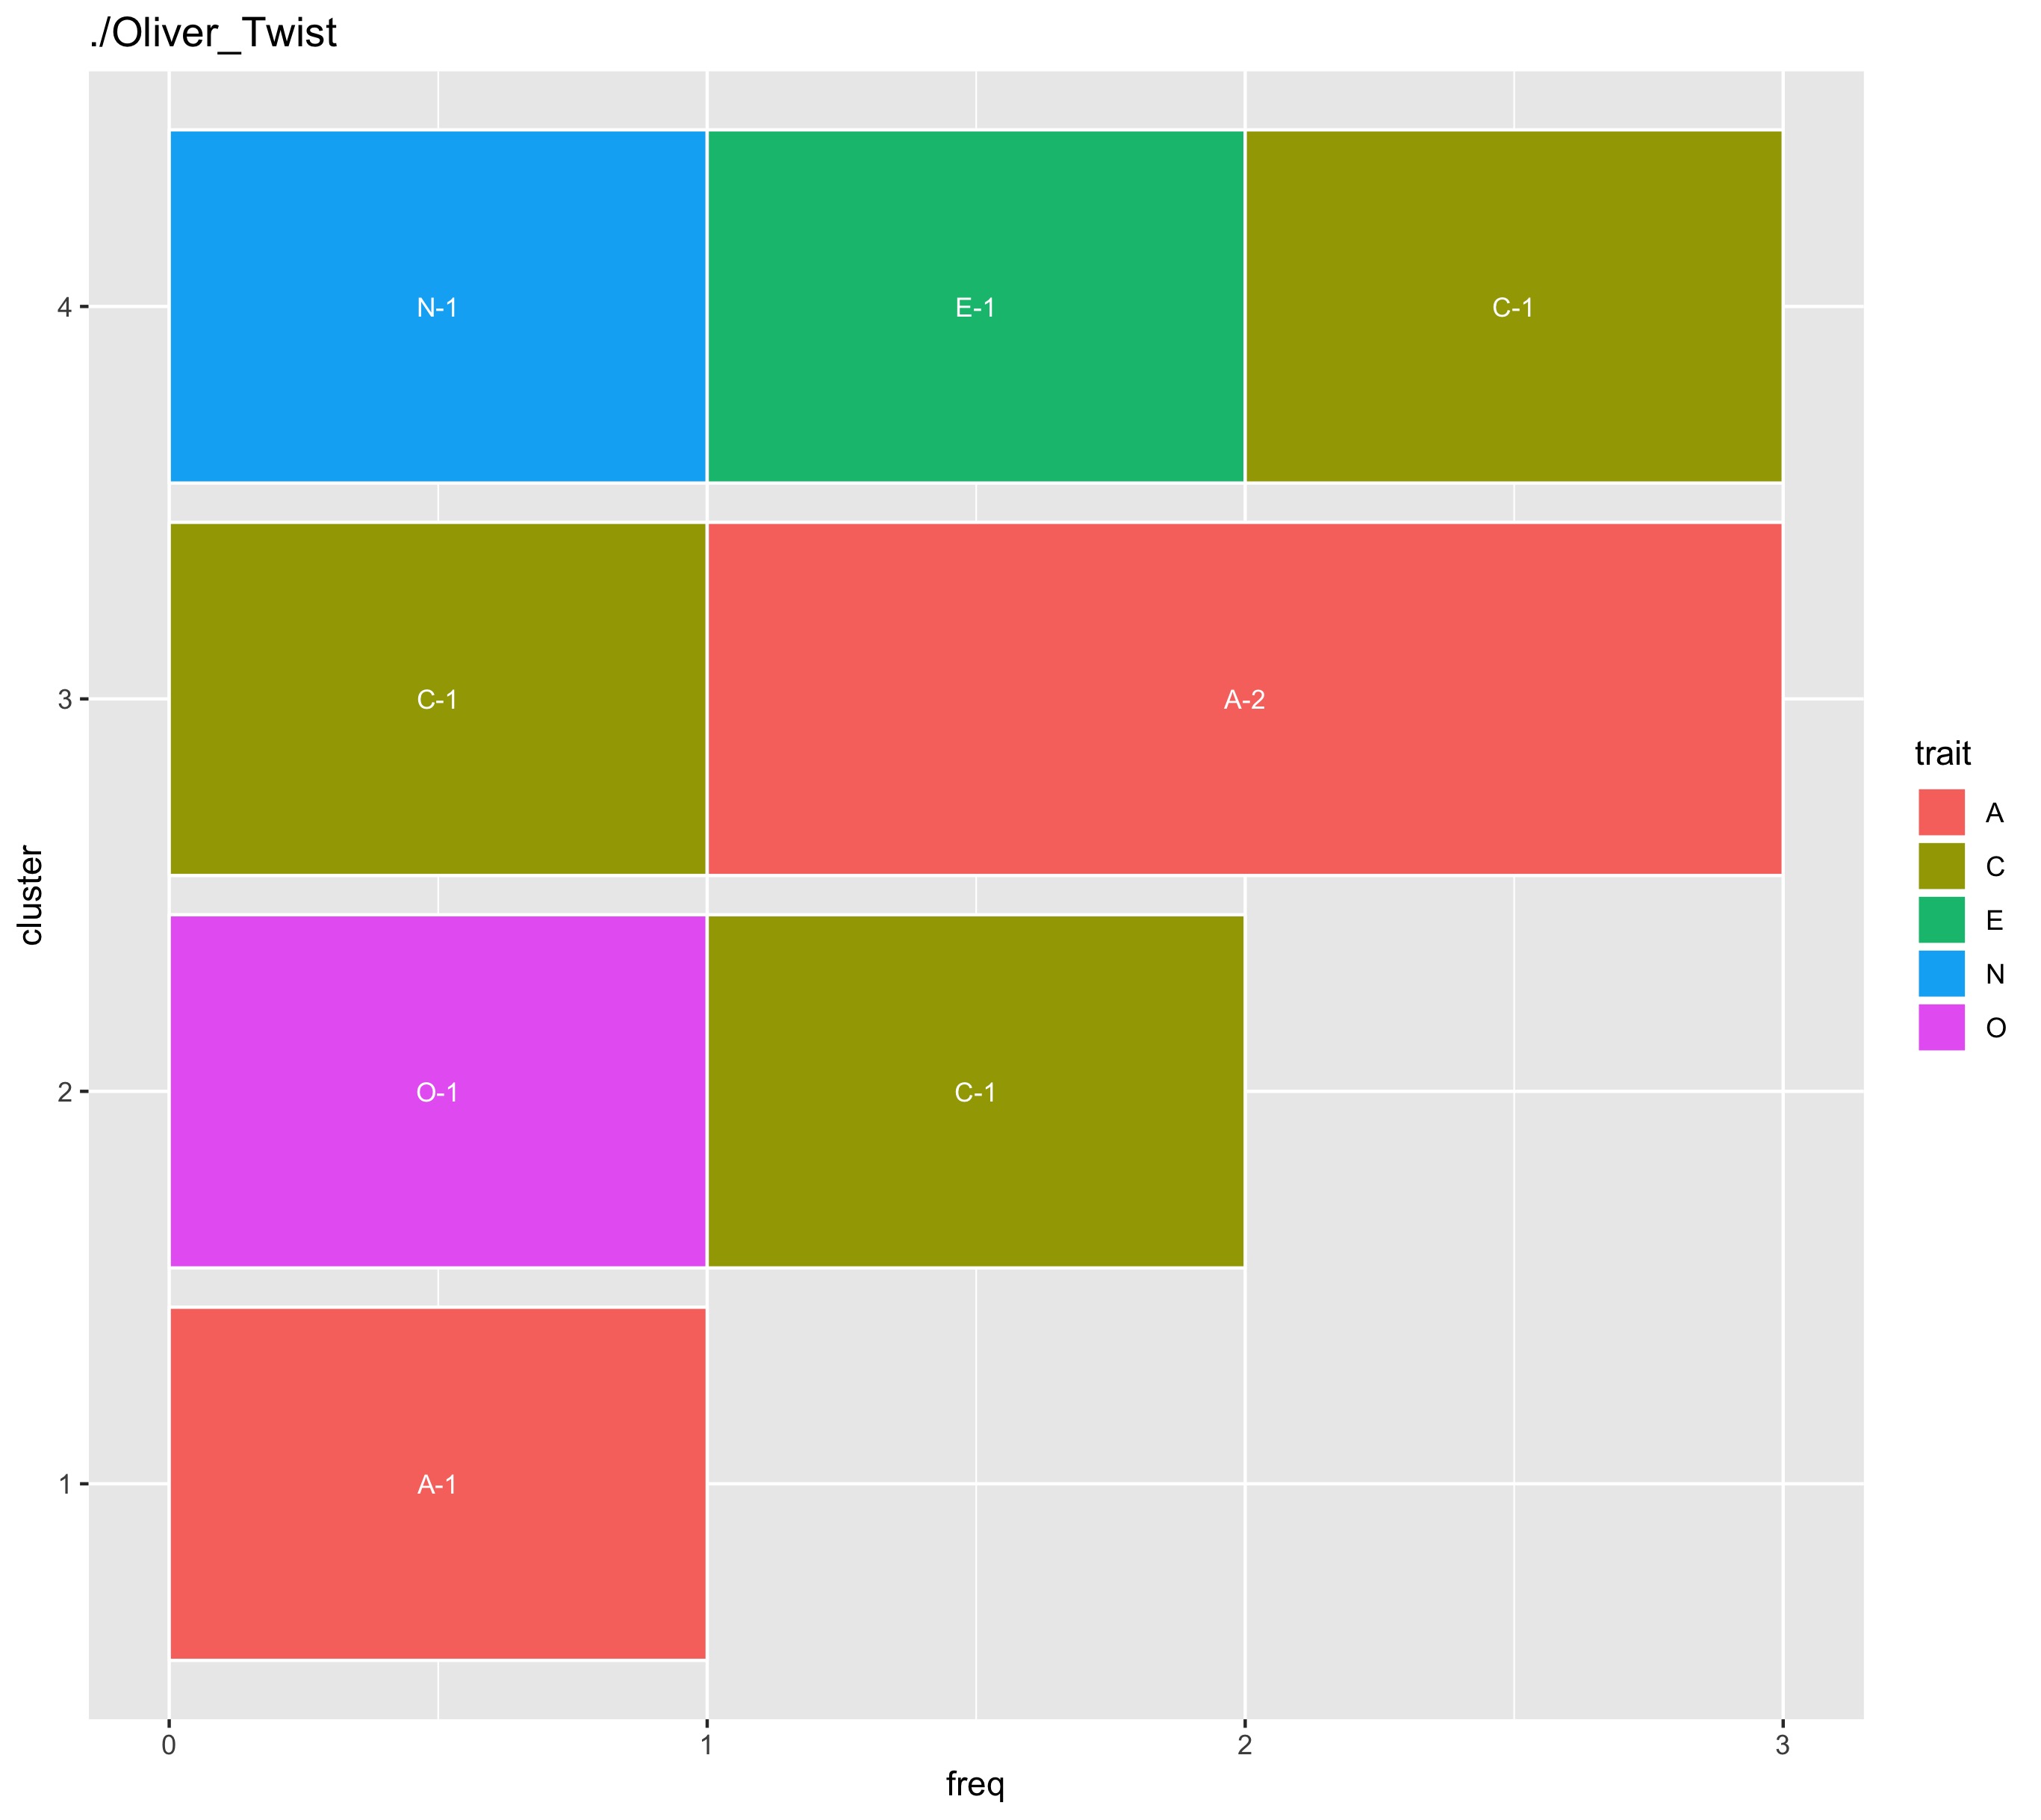 ./Oliver_Twist
cluster
4
3
2
1
N-1
E-1
C-1
C-1
A-2
O-1
C-1
A-1
0
1
2
3
freq
trait
A
C
E
N
O